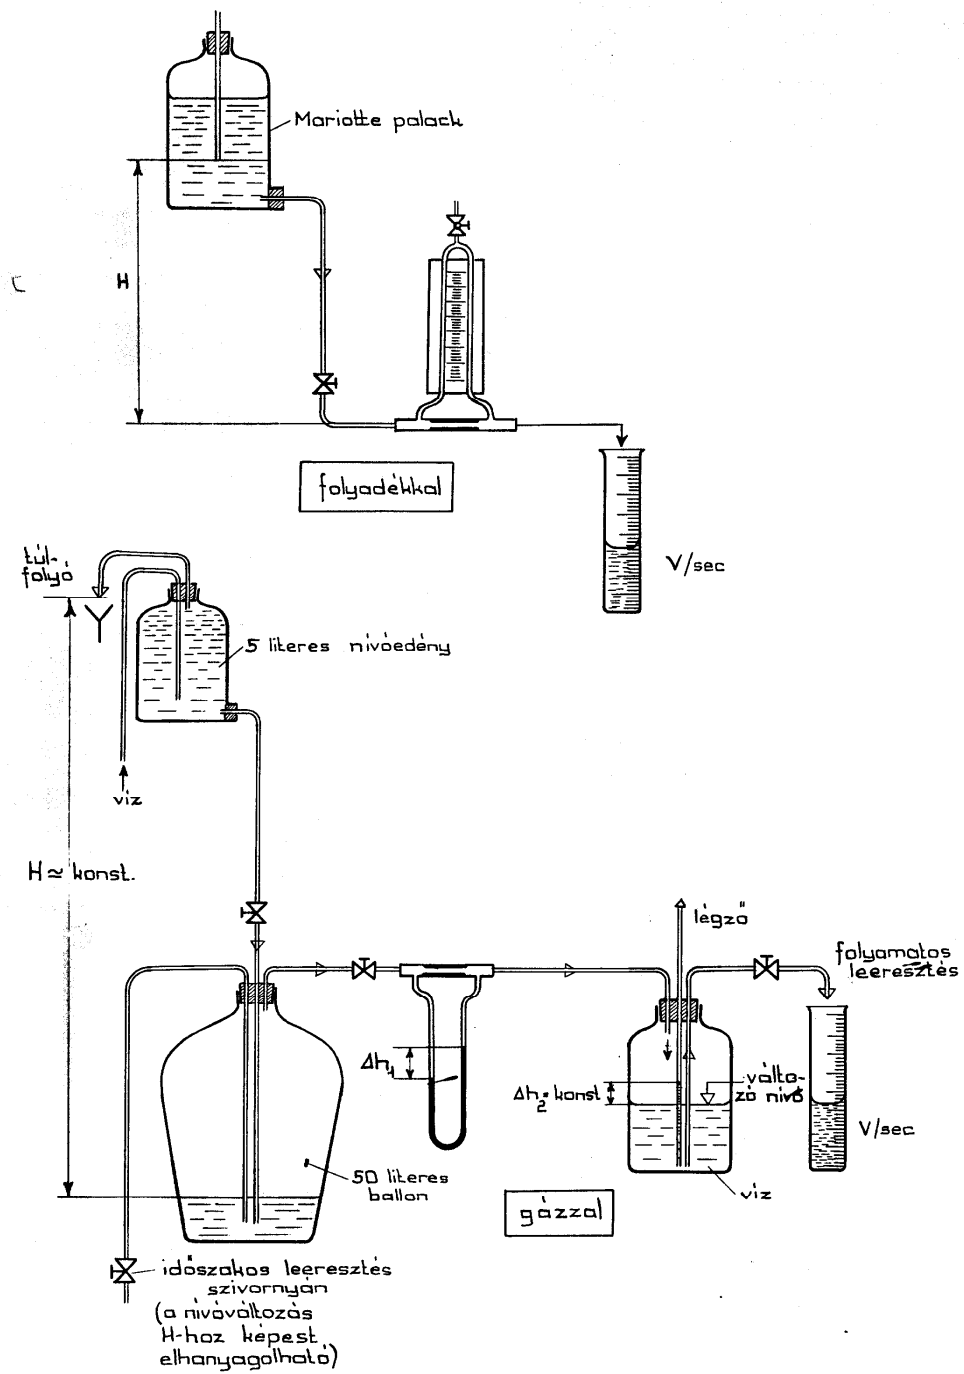 Mariotte palack
H
folyadékkal
V/sec
túl-
folyó
5 literes nívóedény
víz
H ≈ konst.
légző
folyamatos
leeresztés
Δh₁
Δh₂=konst
válto-
zó nívó
V/sec
50 literes
ballon
víz
gázzal
időszakos leeresztés
szivornyán
(a nívóváltozás
H-hoz képest
elhanyagolható)